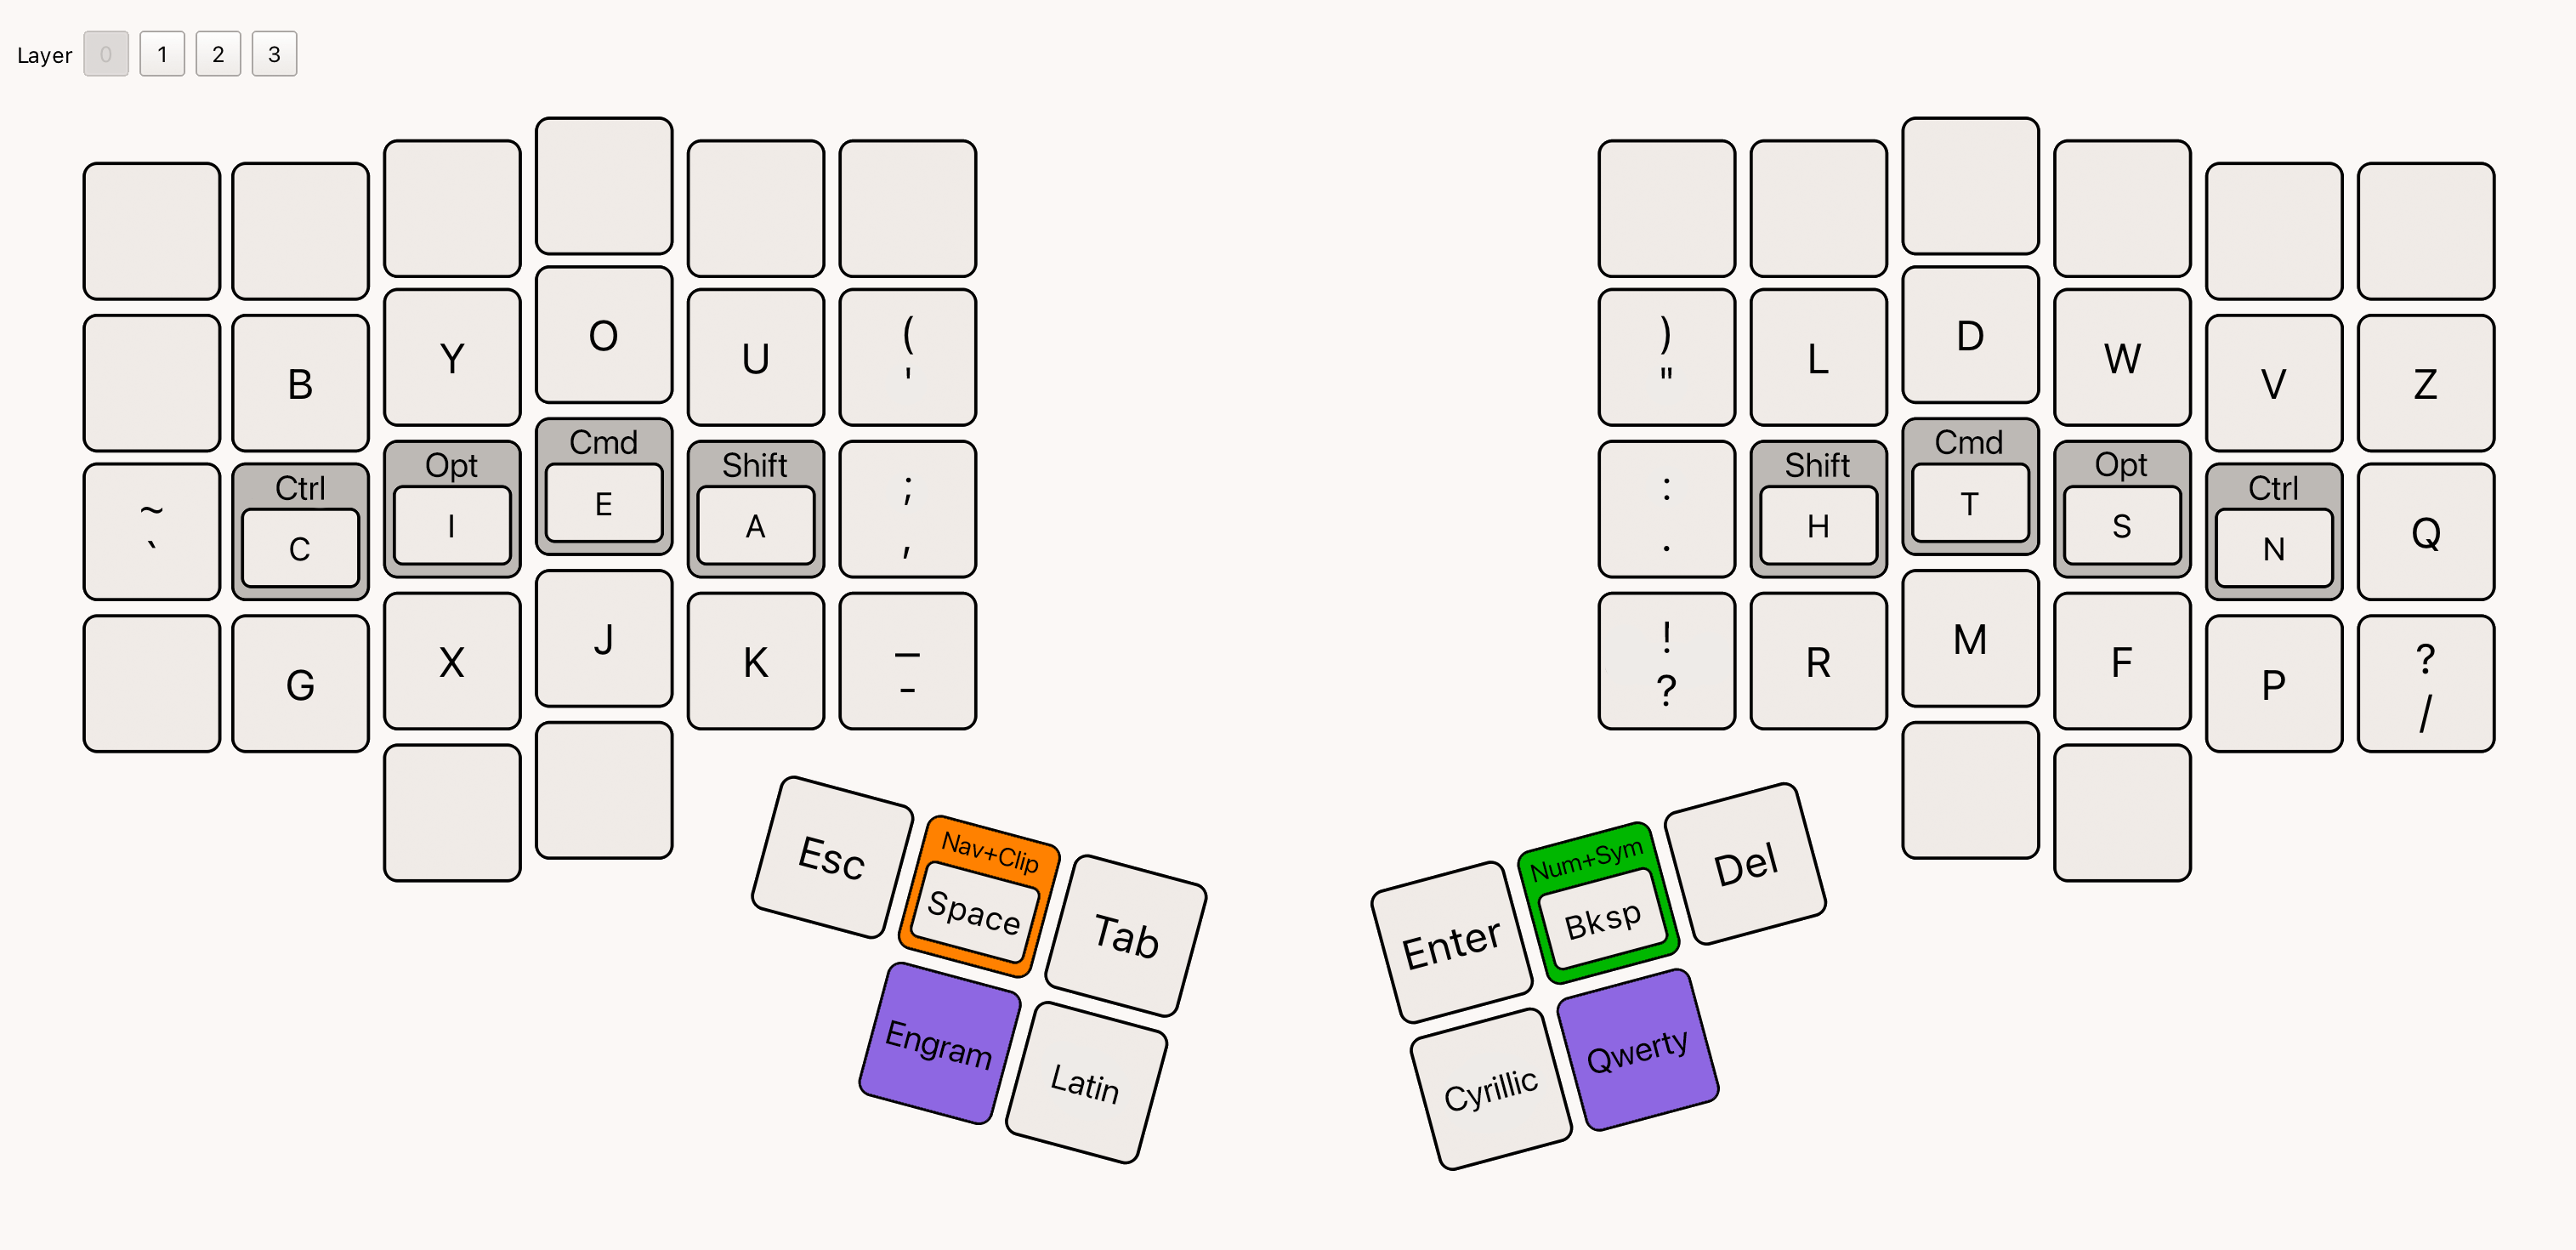 Layer 0 1 2 3
B Y O U ( '
) " L D W V Z
~ ` Ctrl C Opt I Cmd E Shift A ; ,
: . Shift H Cmd T Opt S Ctrl N Q
G X J K _ -
! ? R M F P ? /
Esc Nav+Clip Space Tab
Enter Num+Sym Bksp Del
Engram Latin
Cyrillic Qwerty